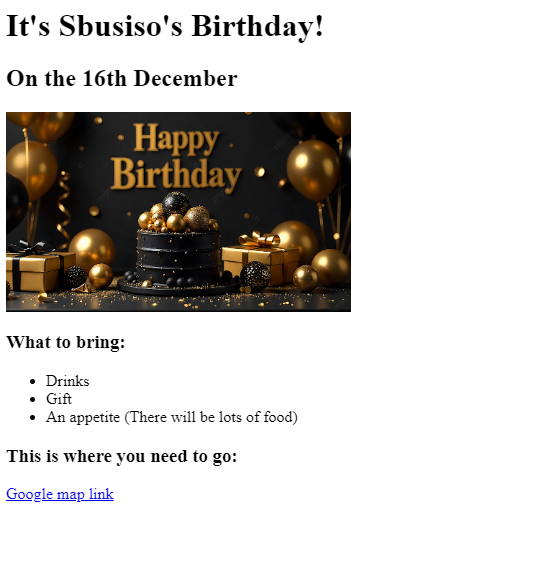 It's Sbusiso's Birthday!
On the 16th December
Happy
Birthday
What to bring:
Drinks
Gift
An appetite (There will be lots of food)
This is where you need to go:
Google map link